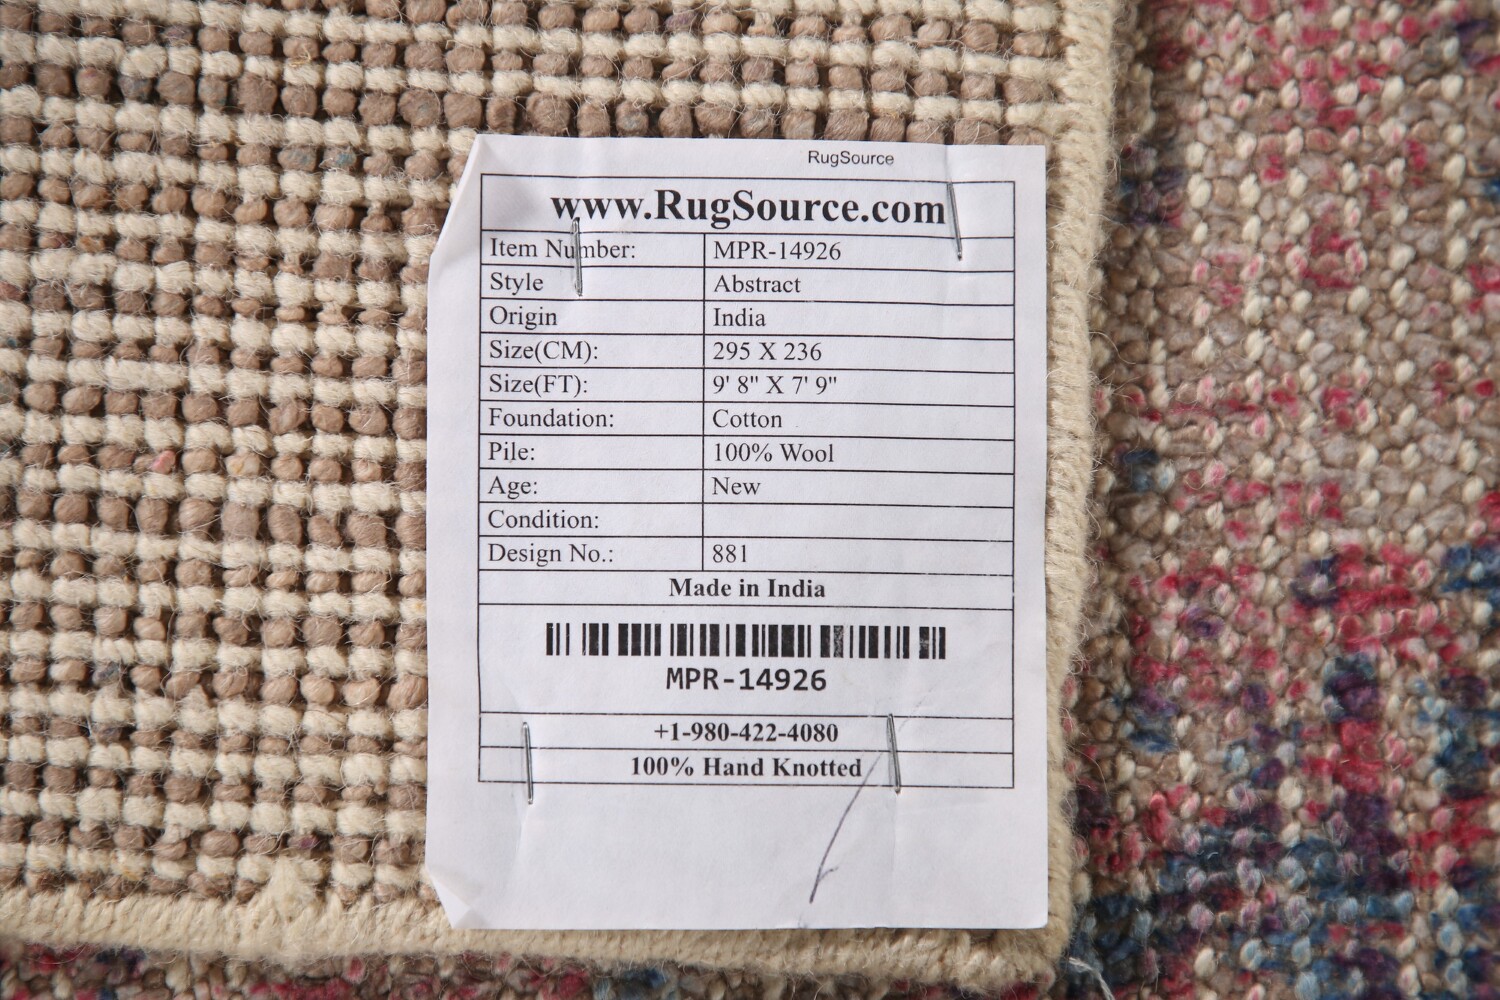 RugSource
www.RugSource.com
Item Number: MPR-14926
Style Abstract
Origin India
Size(CM): 295 X 236
Size(FT): 9' 8" X 7' 9"
Foundation: Cotton
Pile: 100% Wool
Age: New
Condition:
Design No.: 881
Made in India
MPR-14926
+1-980-422-4080
100% Hand Knotted